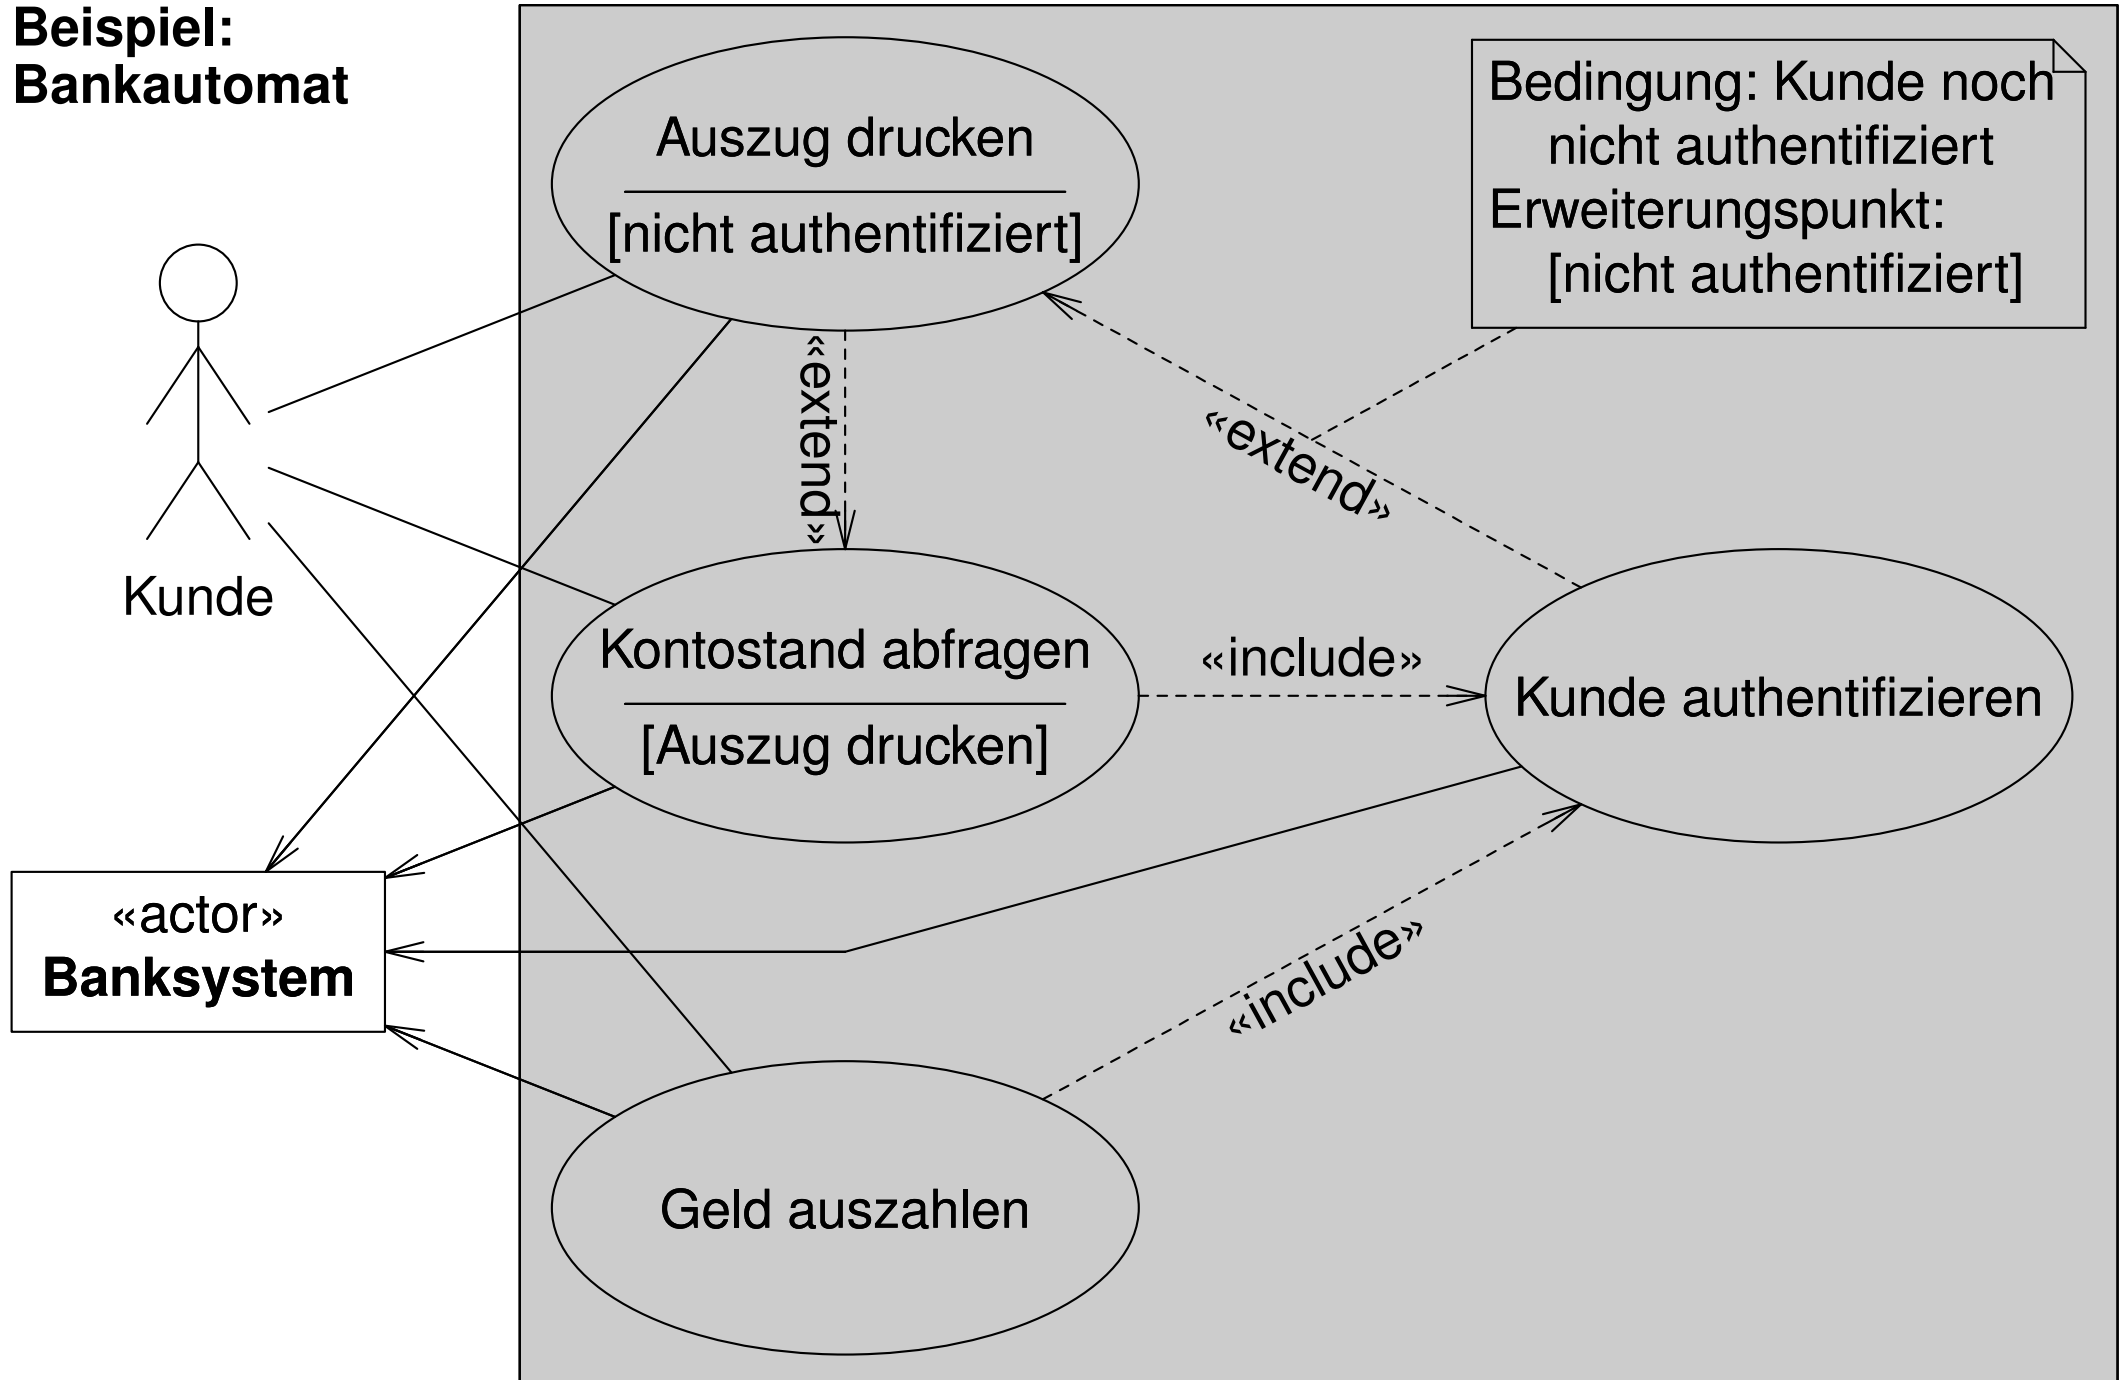 Beispiel:
Bankautomat
Auszug drucken
[nicht authentifiziert]
Bedingung: Kunde noch
nicht authentifiziert
Erweiterungspunkt:
[nicht authentifiziert]
«extend»
«extend»
Kunde
Kontostand abfragen
[Auszug drucken]
«include»
Kunde authentifizieren
«actor»
Banksystem
«include»
Geld auszahlen